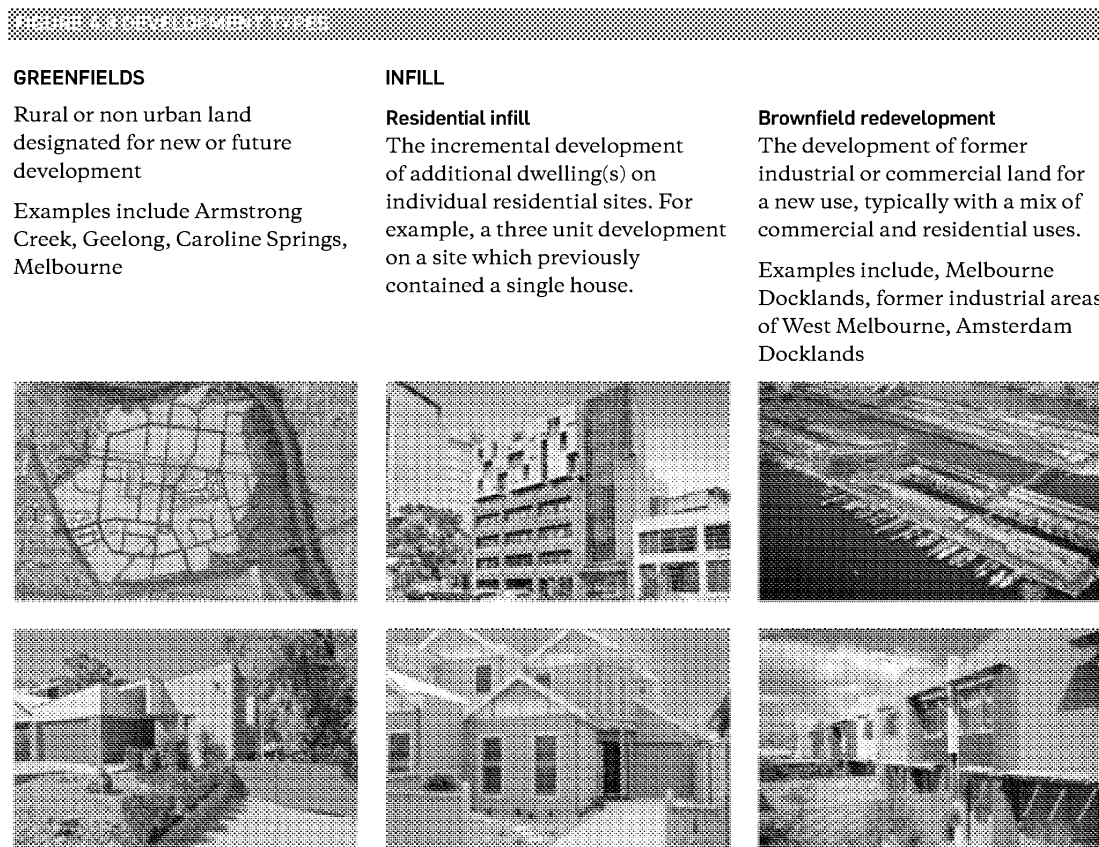 DEVELOPMENT TYPES
GREENFIELDS
Rural or non urban land
designated for new or future
development
Examples include Armstrong
Creek, Geelong, Caroline Springs,
Melbourne
INFILL
Residential infill
The incremental development
of additional dwelling(s) on
individual residential sites. For
example, a three unit development
on a site which previously
contained a single house.
Brownfield redevelopment
The development of former
industrial or commercial land for
a new use, typically with a mix of
commercial and residential uses.
Examples include, Melbourne
Docklands, former industrial areas
of West Melbourne, Amsterdam
Docklands